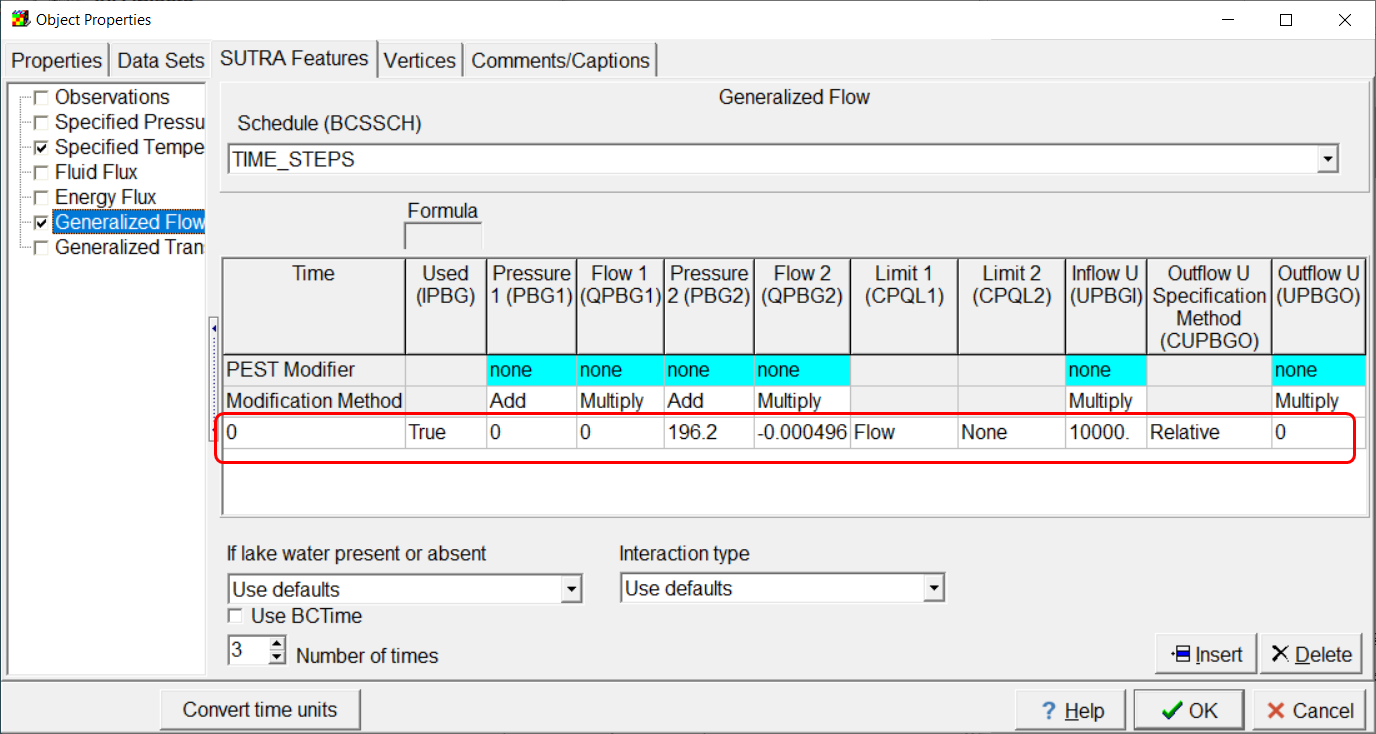 Object Properties
Properties Data Sets SUTRA Features Vertices Comments/Captions
Observations
Specified Pressu
Specified Tempe
Fluid Flux
Energy Flux
Generalized Flow
Generalized Tran
Generalized Flow
Schedule (BCSSCH)
TIME_STEPS
Formula
Time
Used
(IPBG)
Pressure
1 (PBG1)
Flow 1
(QPBG1)
Pressure
2 (PBG2)
Flow 2
(QPBG2)
Limit 1
(CPQL1)
Limit 2
(CPQL2)
Inflow U
(UPBGI)
Outflow U
Specification
Method
(CUPBGO)
Outflow U
(UPBGO)
PEST Modifier none none none none none none
Modification Method Add Multiply Add Multiply Multiply Multiply
0 True 0 0 196.2 -0.000496 Flow None 10000. Relative 0
If lake water present or absent
Use defaults
Interaction type
Use defaults
Use BCTime
3 Number of times
Insert Delete
Convert time units
? Help OK Cancel